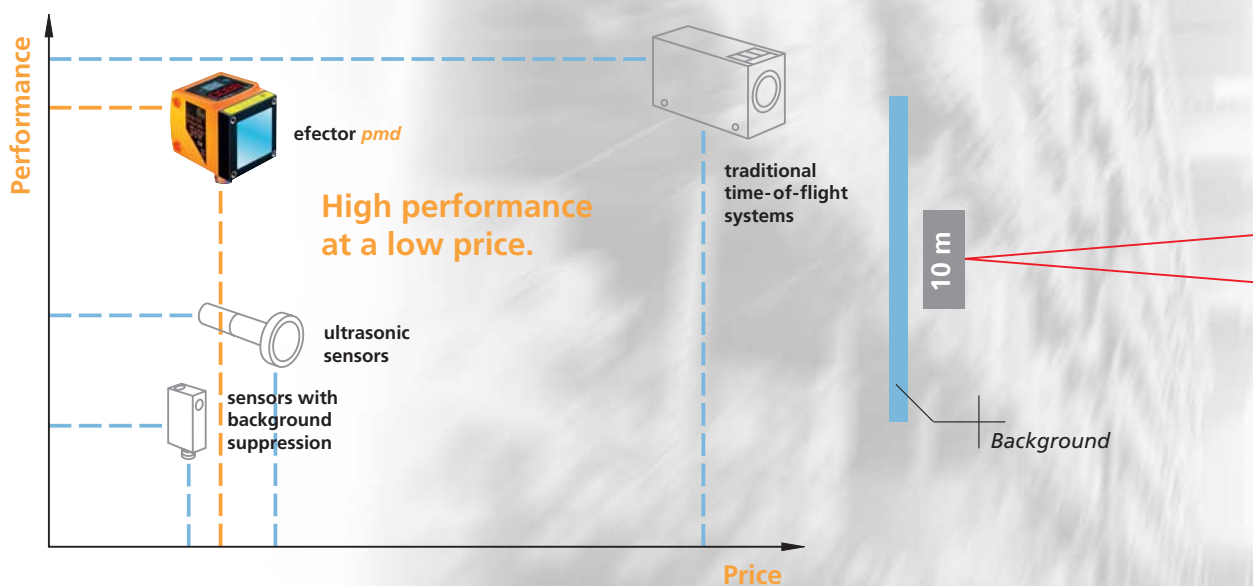 Performance
efector pmd
High performance
at a low price.
traditional
time-of-flight
systems
10 m
ultrasonic
sensors
sensors with
background
suppression
Background
Price